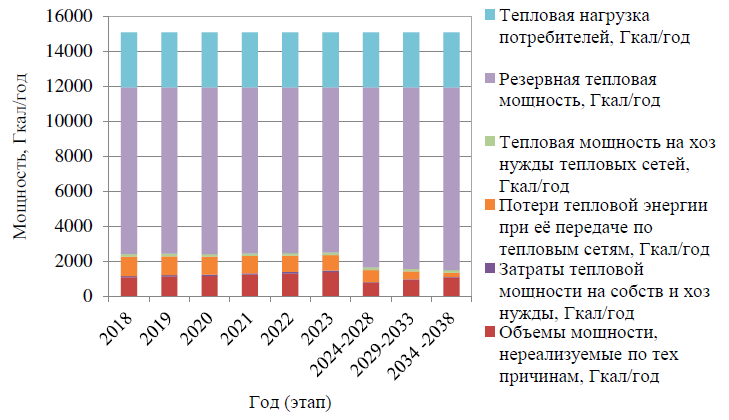 16000
14000
12000
10000
8000
6000
4000
2000
0
Мощность, Гкал/год
2018
2019
2020
2021
2022
2023
2024-2028
2029-2033
2034 -2038
Год (этап)
Тепловая нагрузка
потребителей, Гкал/год
Резервная тепловая
мощность, Гкал/год
Тепловая мощность на хоз
нужды тепловых сетей,
Гкал/год
Потери тепловой энергии
при её передаче по
тепловым сетям, Гкал/год
Затраты тепловой
мощности на собств и хоз
нужды, Гкал/год
Объемы мощности,
нереализуемые по тех
причинам, Гкал/год